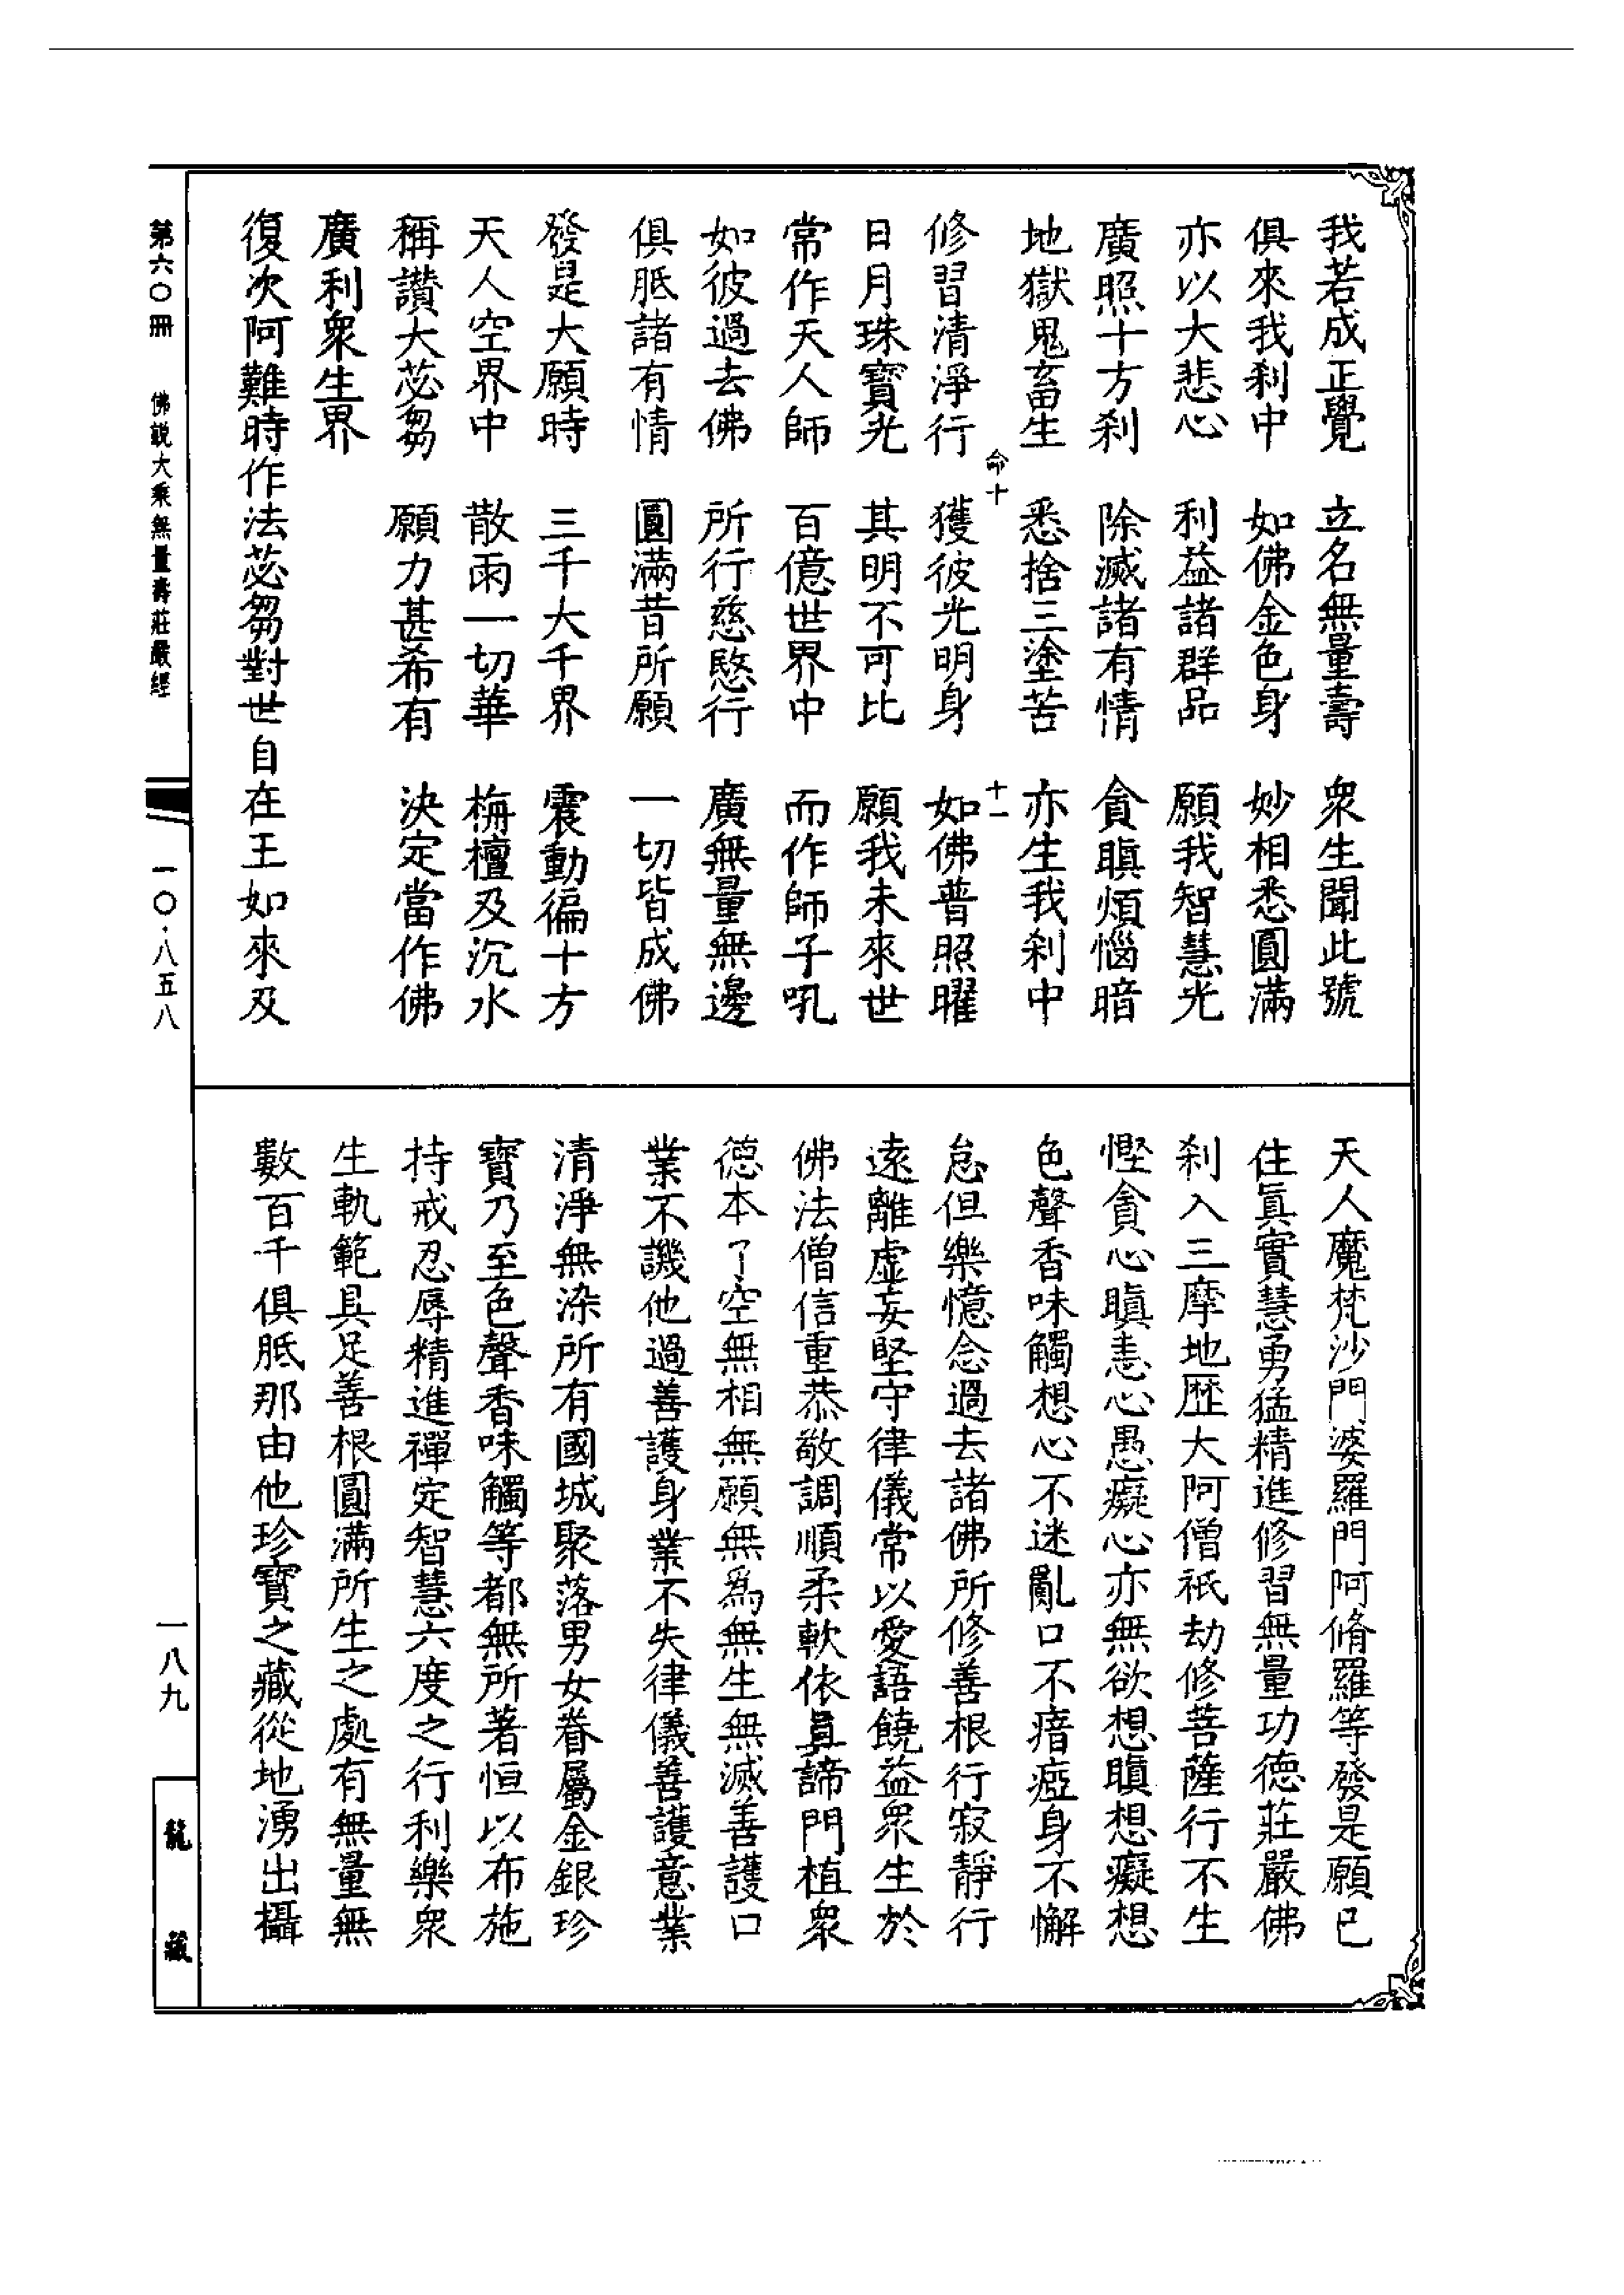 我若成正覺　立名無量壽　衆生聞此號
俱來我刹中　如佛金色身　妙相悉圓滿
亦以大悲心　利益諸群品　願我智慧光
廣照十方刹　除滅諸有情　貪瞋煩惱暗
地獄鬼畜生　悉捨三塗苦　亦生我刹中
命十　十一
修習清淨行　獲彼光明身　如佛普照曜
日月珠寶光　其明不可比　願我未來世
常作天人師　百億世界中　而作師子吼
如彼過去佛　所行慈愍行　廣無量無邊
俱胝諸有情　圓滿昔所願　一切皆成佛
發是大願時　三千大千界　震動徧十方
天人空界中　散雨一切華　栴檀及沉水
稱讚大苾芻　願力甚希有　決定當作佛
廣利衆生界
復次阿難時作法苾芻對世自在王如來及
天人魔梵沙門婆羅門阿脩羅等發是願已
住眞實慧勇猛精進修習無量功德莊嚴佛
刹入三摩地歷大阿僧祇劫修菩薩行不生
慳貪心瞋恚心愚癡心亦無欲想瞋想癡想
色聲香味觸想心不迷亂口不瘖瘂身不懈
怠但樂憶念過去諸佛所修善根行寂靜行
遠離虛妄堅守律儀常以愛語饒益衆生於
佛法僧信重恭敬調順柔軟依眞諦門植衆
德本了空無相無願無爲無生無滅善護口
業不譏他過善護身業不失律儀善護意業
清淨無染所有國城聚落男女眷屬金銀珍
寶乃至色聲香味觸等都無所著恒以布施
持戒忍辱精進禪定智慧六度之行利樂衆
生軌範具足善根圓滿所生之處有無量無
數百千俱胝那由他珍寶之藏從地湧出攝
第六〇冊　佛說大乘無量壽莊嚴經　一〇·八五八　一八九　龍藏